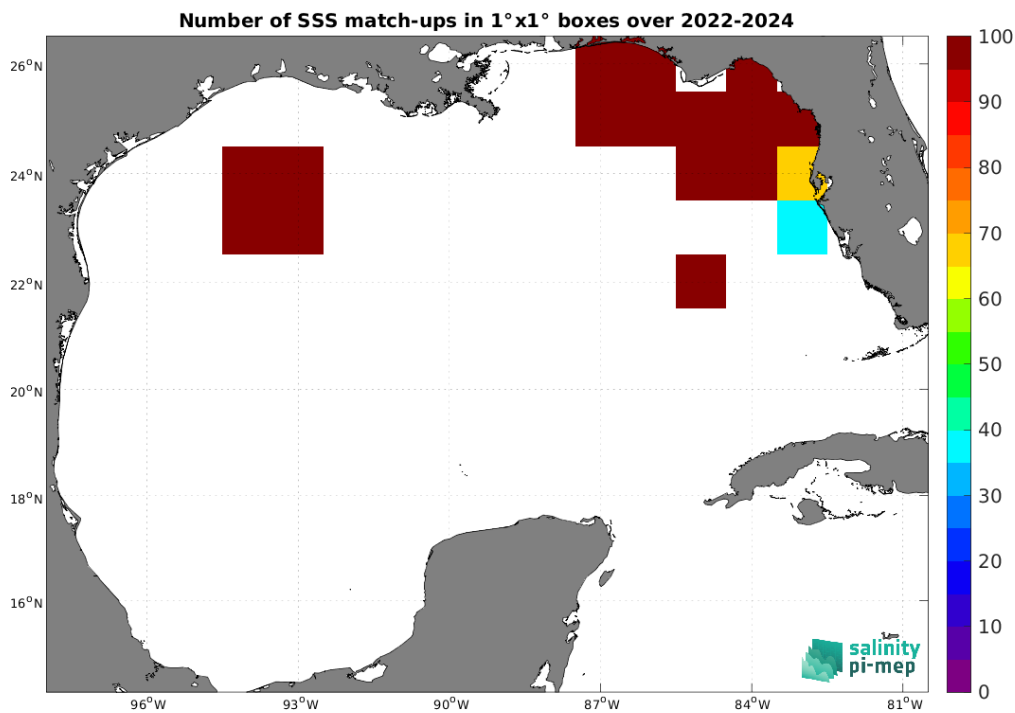 Number of SSS match-ups in 1°x1° boxes over 2022-2024
26°N
24°N
22°N
20°N
18°N
16°N
96°W
93°W
90°W
87°W
84°W
81°W
100
90
80
70
60
50
40
30
20
10
0
salinity
pi-mep